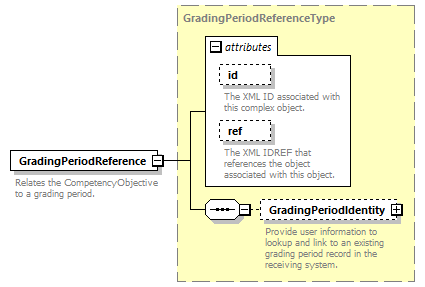 GradingPeriodReferenceType
attributes
id
The XML ID associated with
this complex object.
ref
The XML IDREF that
references the object
associated with this object.
GradingPeriodReference
Relates the CompetencyObjective
to a grading period.
GradingPeriodIdentity
Provide user information to
lookup and link to an existing
grading period record in the
receiving system.